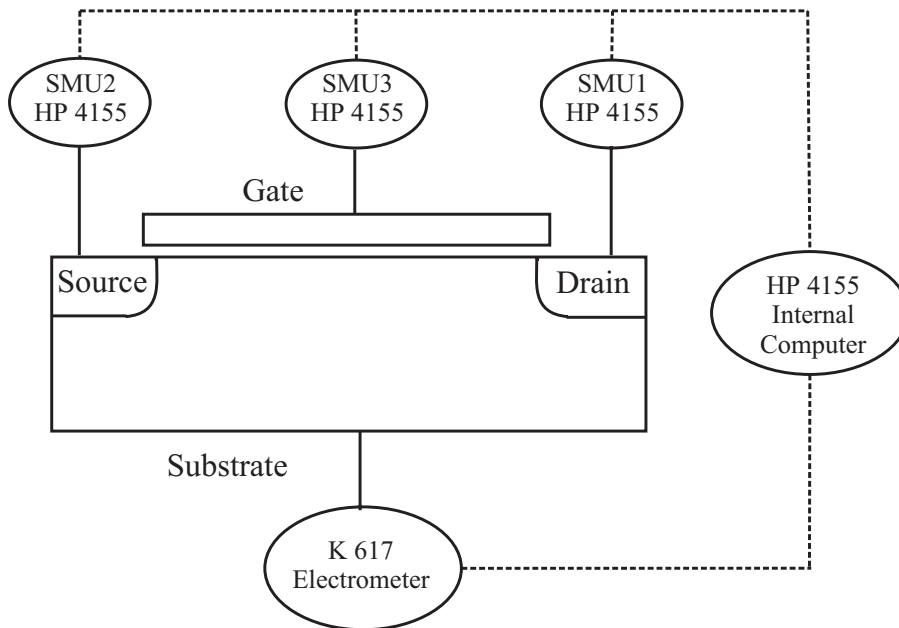 SMU2
HP 4155
SMU3
HP 4155
SMU1
HP 4155
Gate
Source
Drain
HP 4155
Internal
Computer
Substrate
K 617
Electrometer